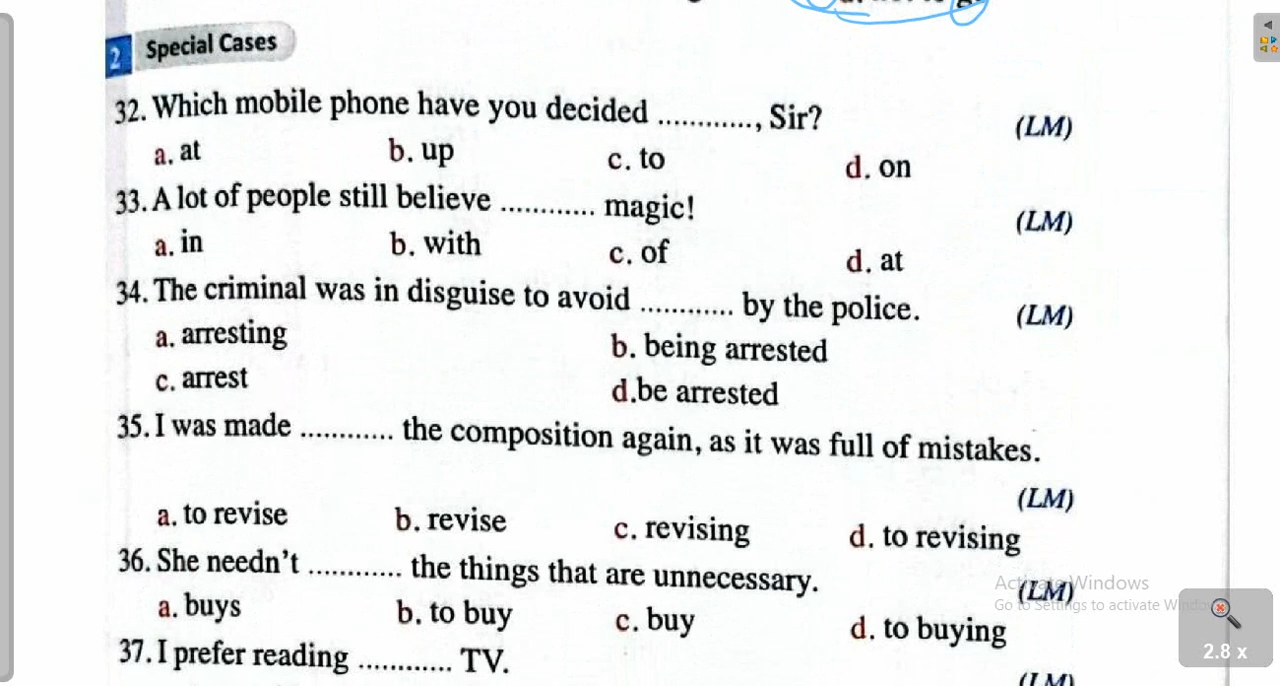 2 Special Cases
32. Which mobile phone have you decided ............, Sir? (LM)
a. at b. up c. to d. on
33. A lot of people still believe ............ magic! (LM)
a. in b. with c. of d. at
34. The criminal was in disguise to avoid ............ by the police. (LM)
a. arresting b. being arrested
c. arrest d.be arrested
35. I was made ............ the composition again, as it was full of mistakes.
(LM)
a. to revise b. revise c. revising d. to revising
36. She needn't ............ the things that are unnecessary. (LM)
Activate Windows
Go to Settings to activate
a. buys b. to buy c. buy d. to buying
2.8 x
37. I prefer reading ............ TV.
(LM)